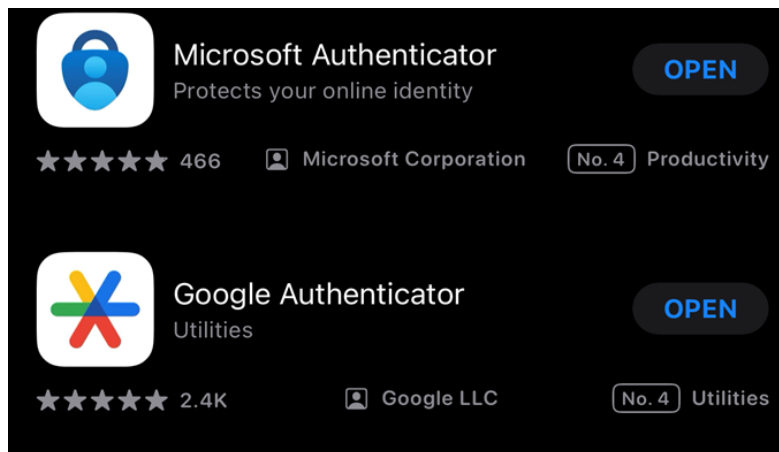 Microsoft Authenticator
Protects your online identity
OPEN
466
Microsoft Corporation
No. 4
Productivity
Google Authenticator
Utilities
OPEN
2.4K
Google LLC
No. 4
Utilities